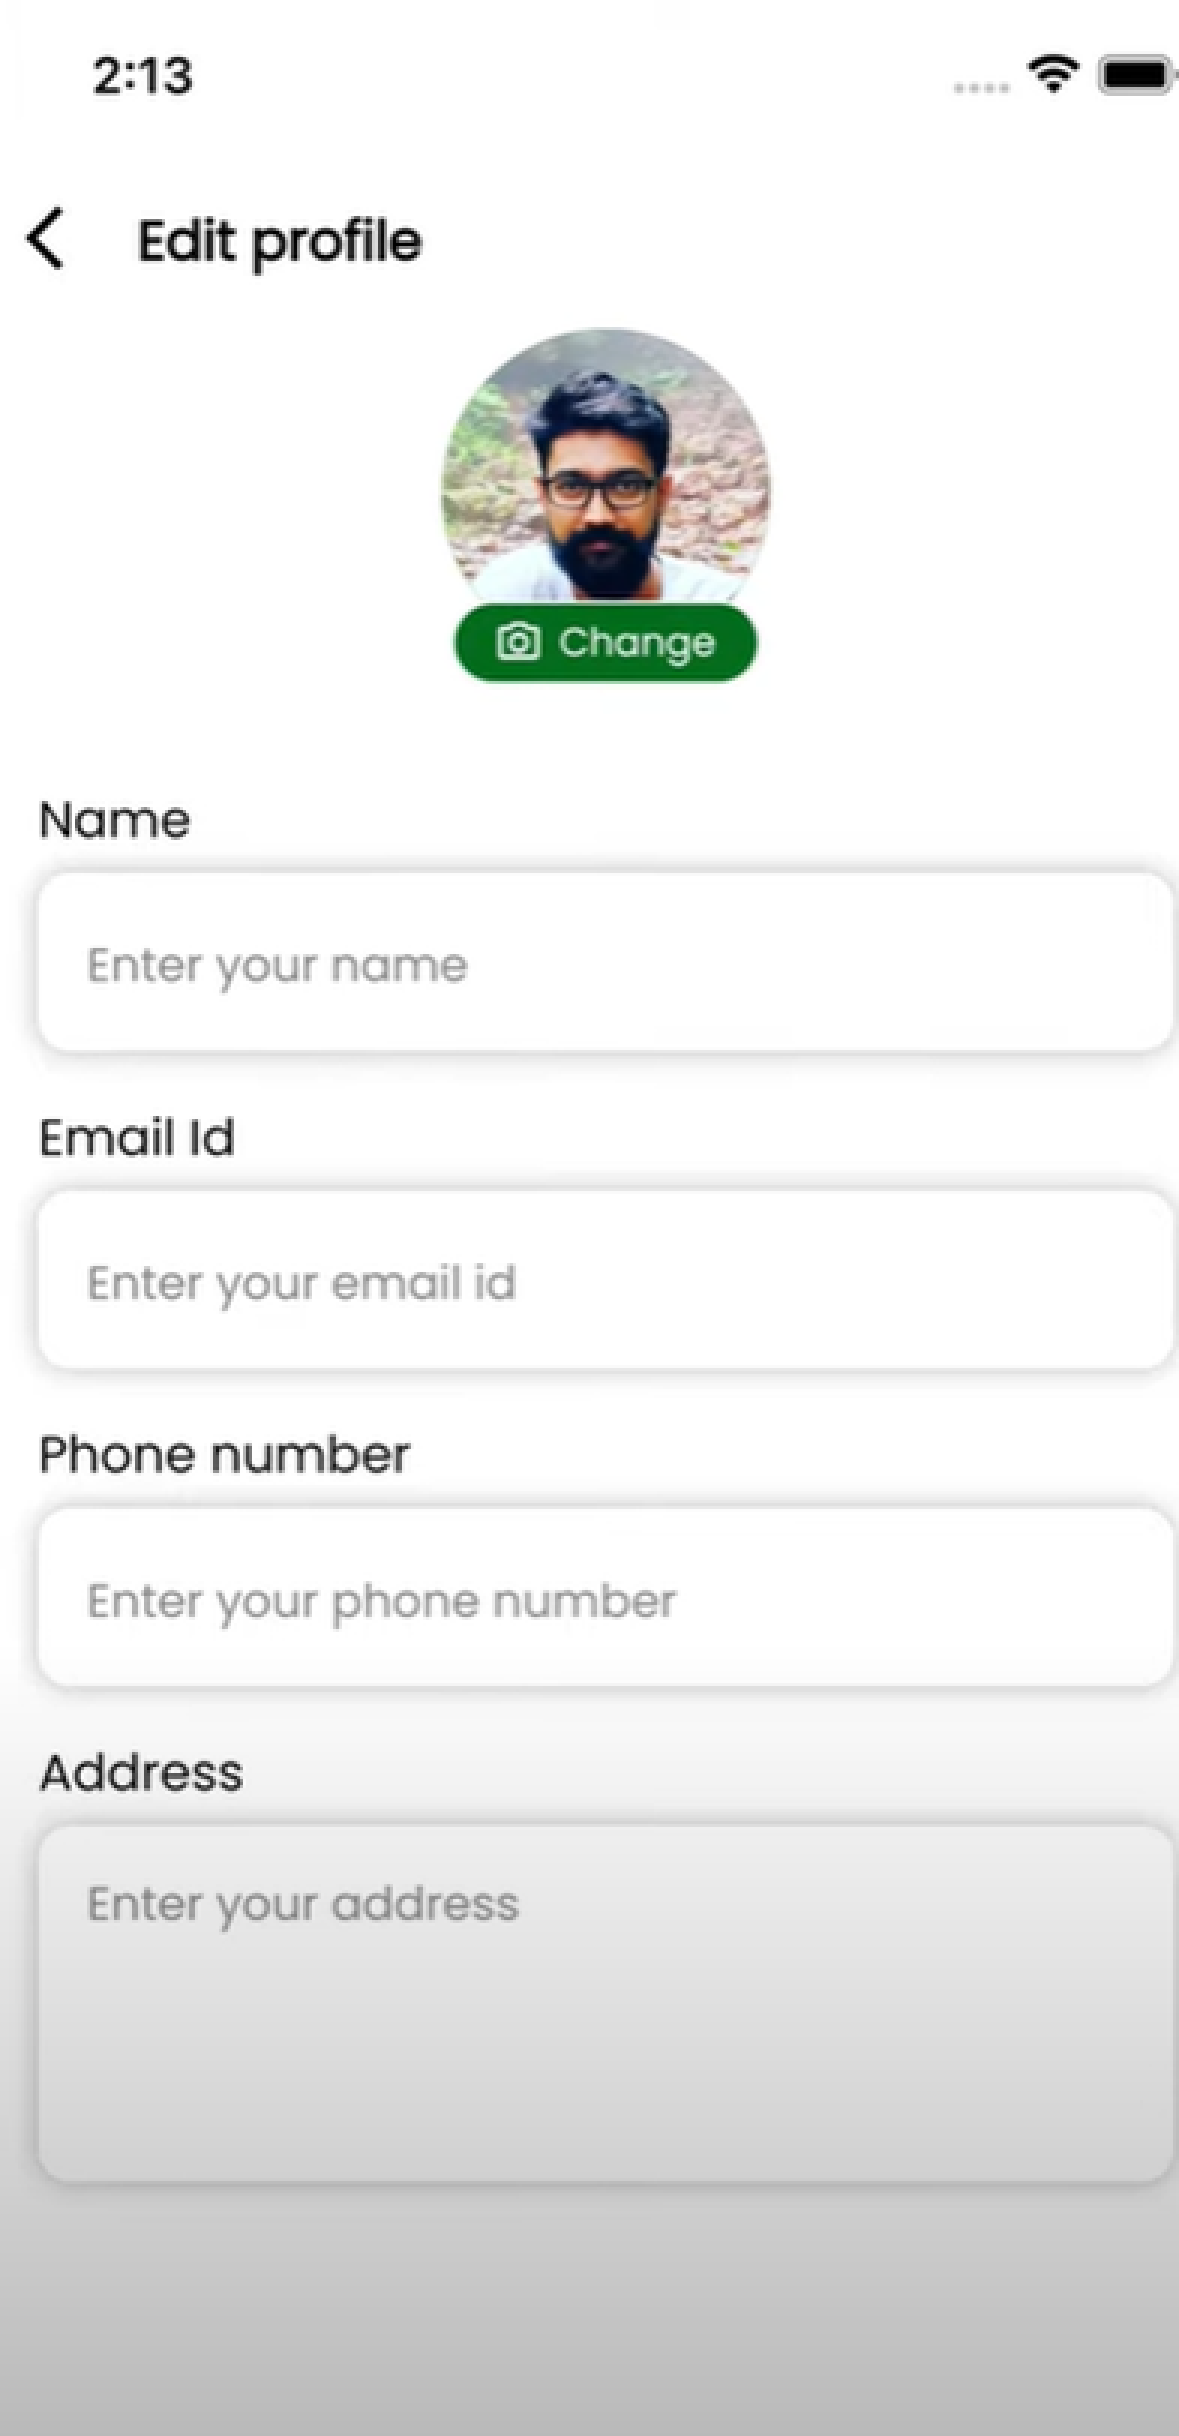 2:13
Edit profile
Change
Name
Enter your name
Email Id
Enter your email id
Phone number
Enter your phone number
Address
Enter your address